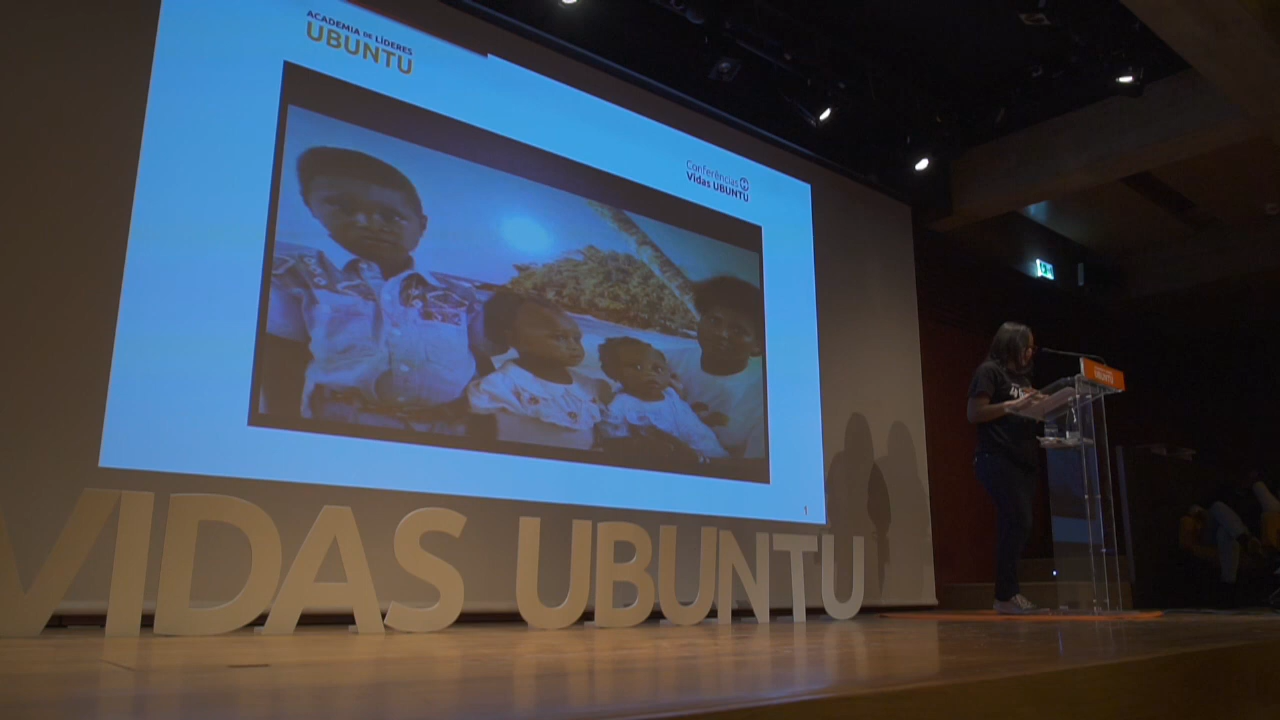 ACADEMIA DE LÍDERES
UBUNTU
Conferências
Vidas UBUNTU
1
VIDAS UBUNTU
UBUNTU